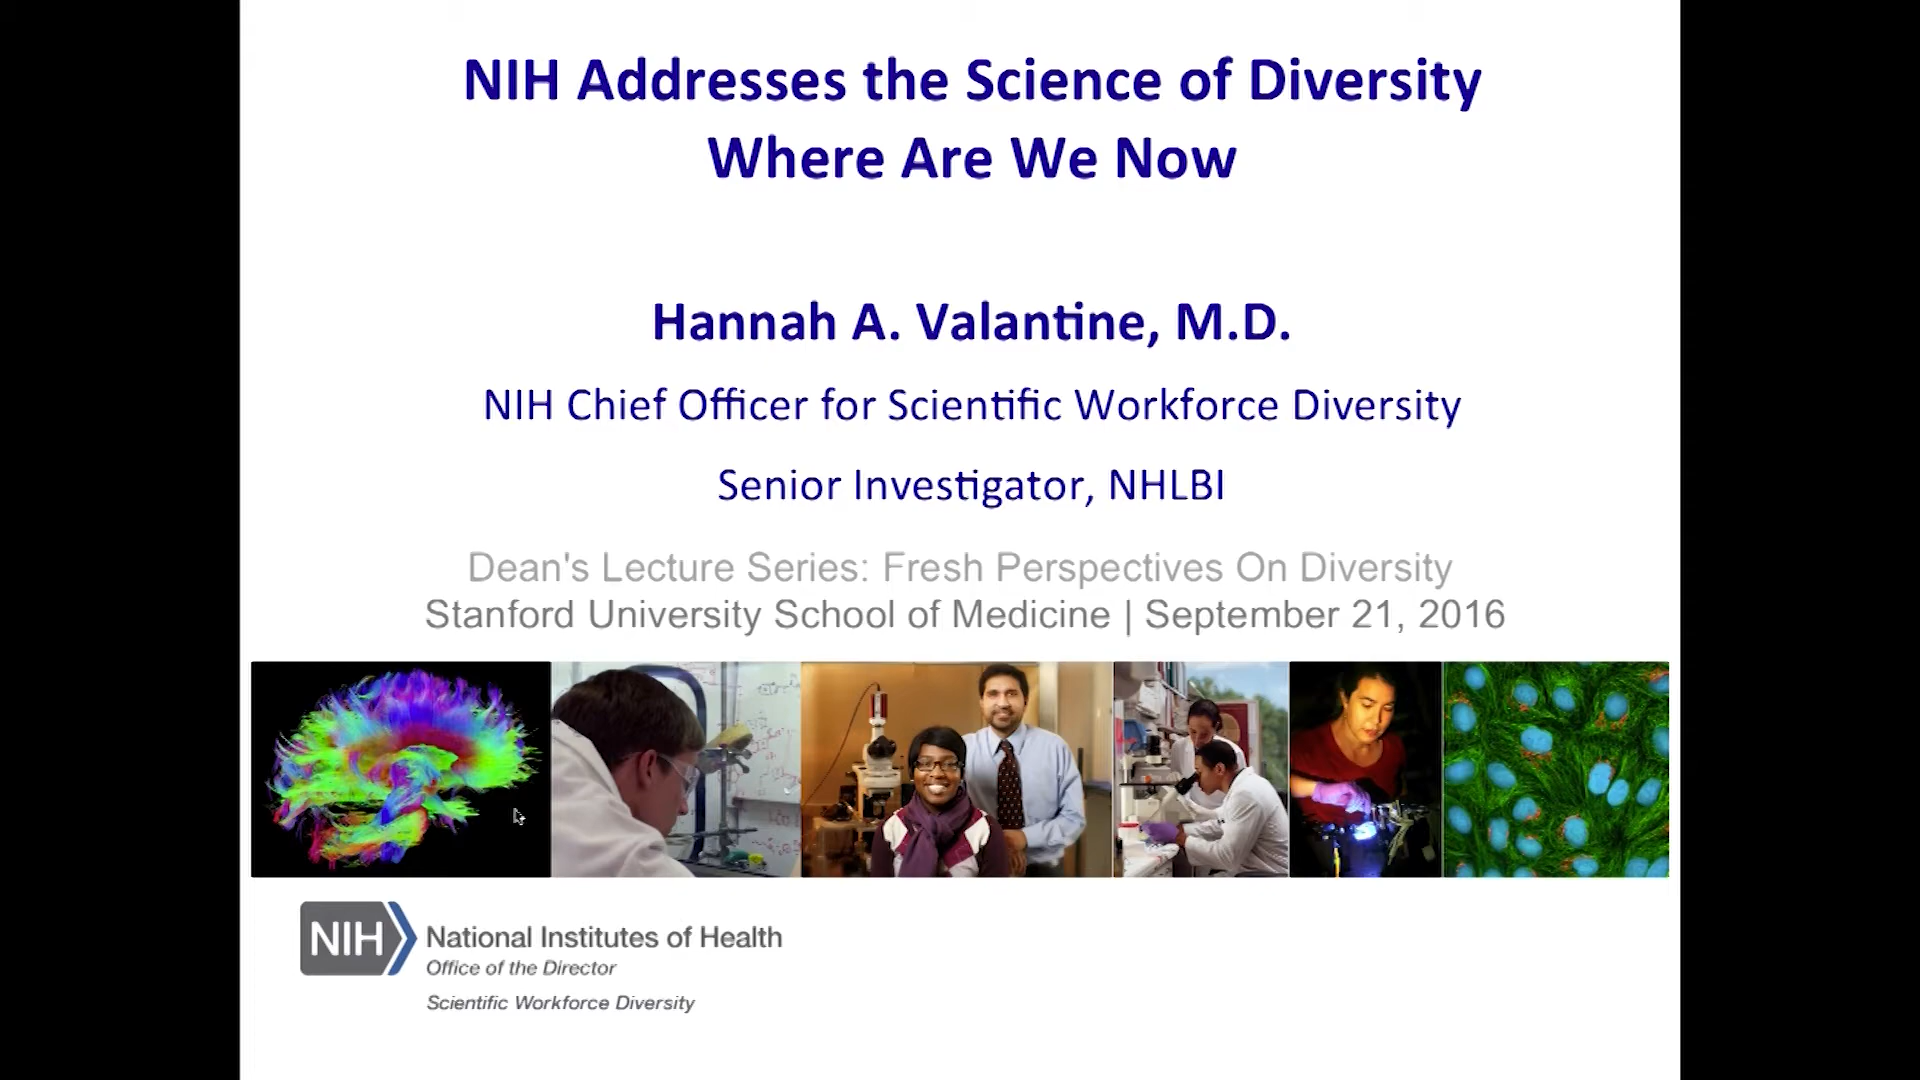 NIH Addresses the Science of Diversity
Where Are We Now
Hannah A. Valantine, M.D.
NIH Chief Officer for Scientific Workforce Diversity
Senior Investigator, NHLBI
Dean's Lecture Series: Fresh Perspectives On Diversity
Stanford University School of Medicine | September 21, 2016
NIH National Institutes of Health
Office of the Director
Scientific Workforce Diversity